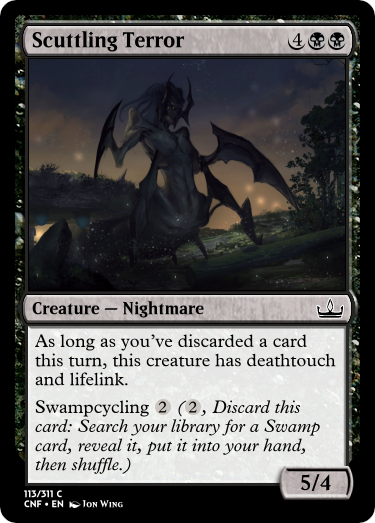 Scuttling Terror 4
Creature — Nightmare
As long as you've discarded a card
this turn, this creature has deathtouch
and lifelink.
Swampcycling 2 (2, Discard this
card: Search your library for a Swamp
card, reveal it, put it into your hand,
then shuffle.)
5/4
113/311 C
CNF • EN Jon Wing